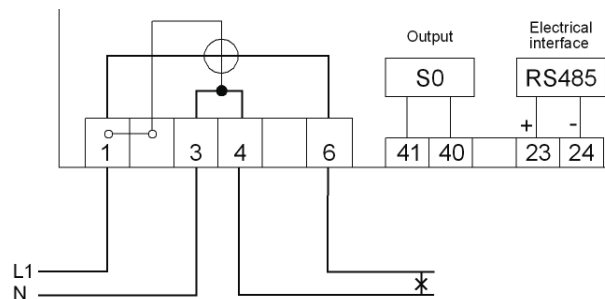 Output
Electrical
interface
S0
RS485
+ -
1 3 4 6 41 40 23 24
L1
N